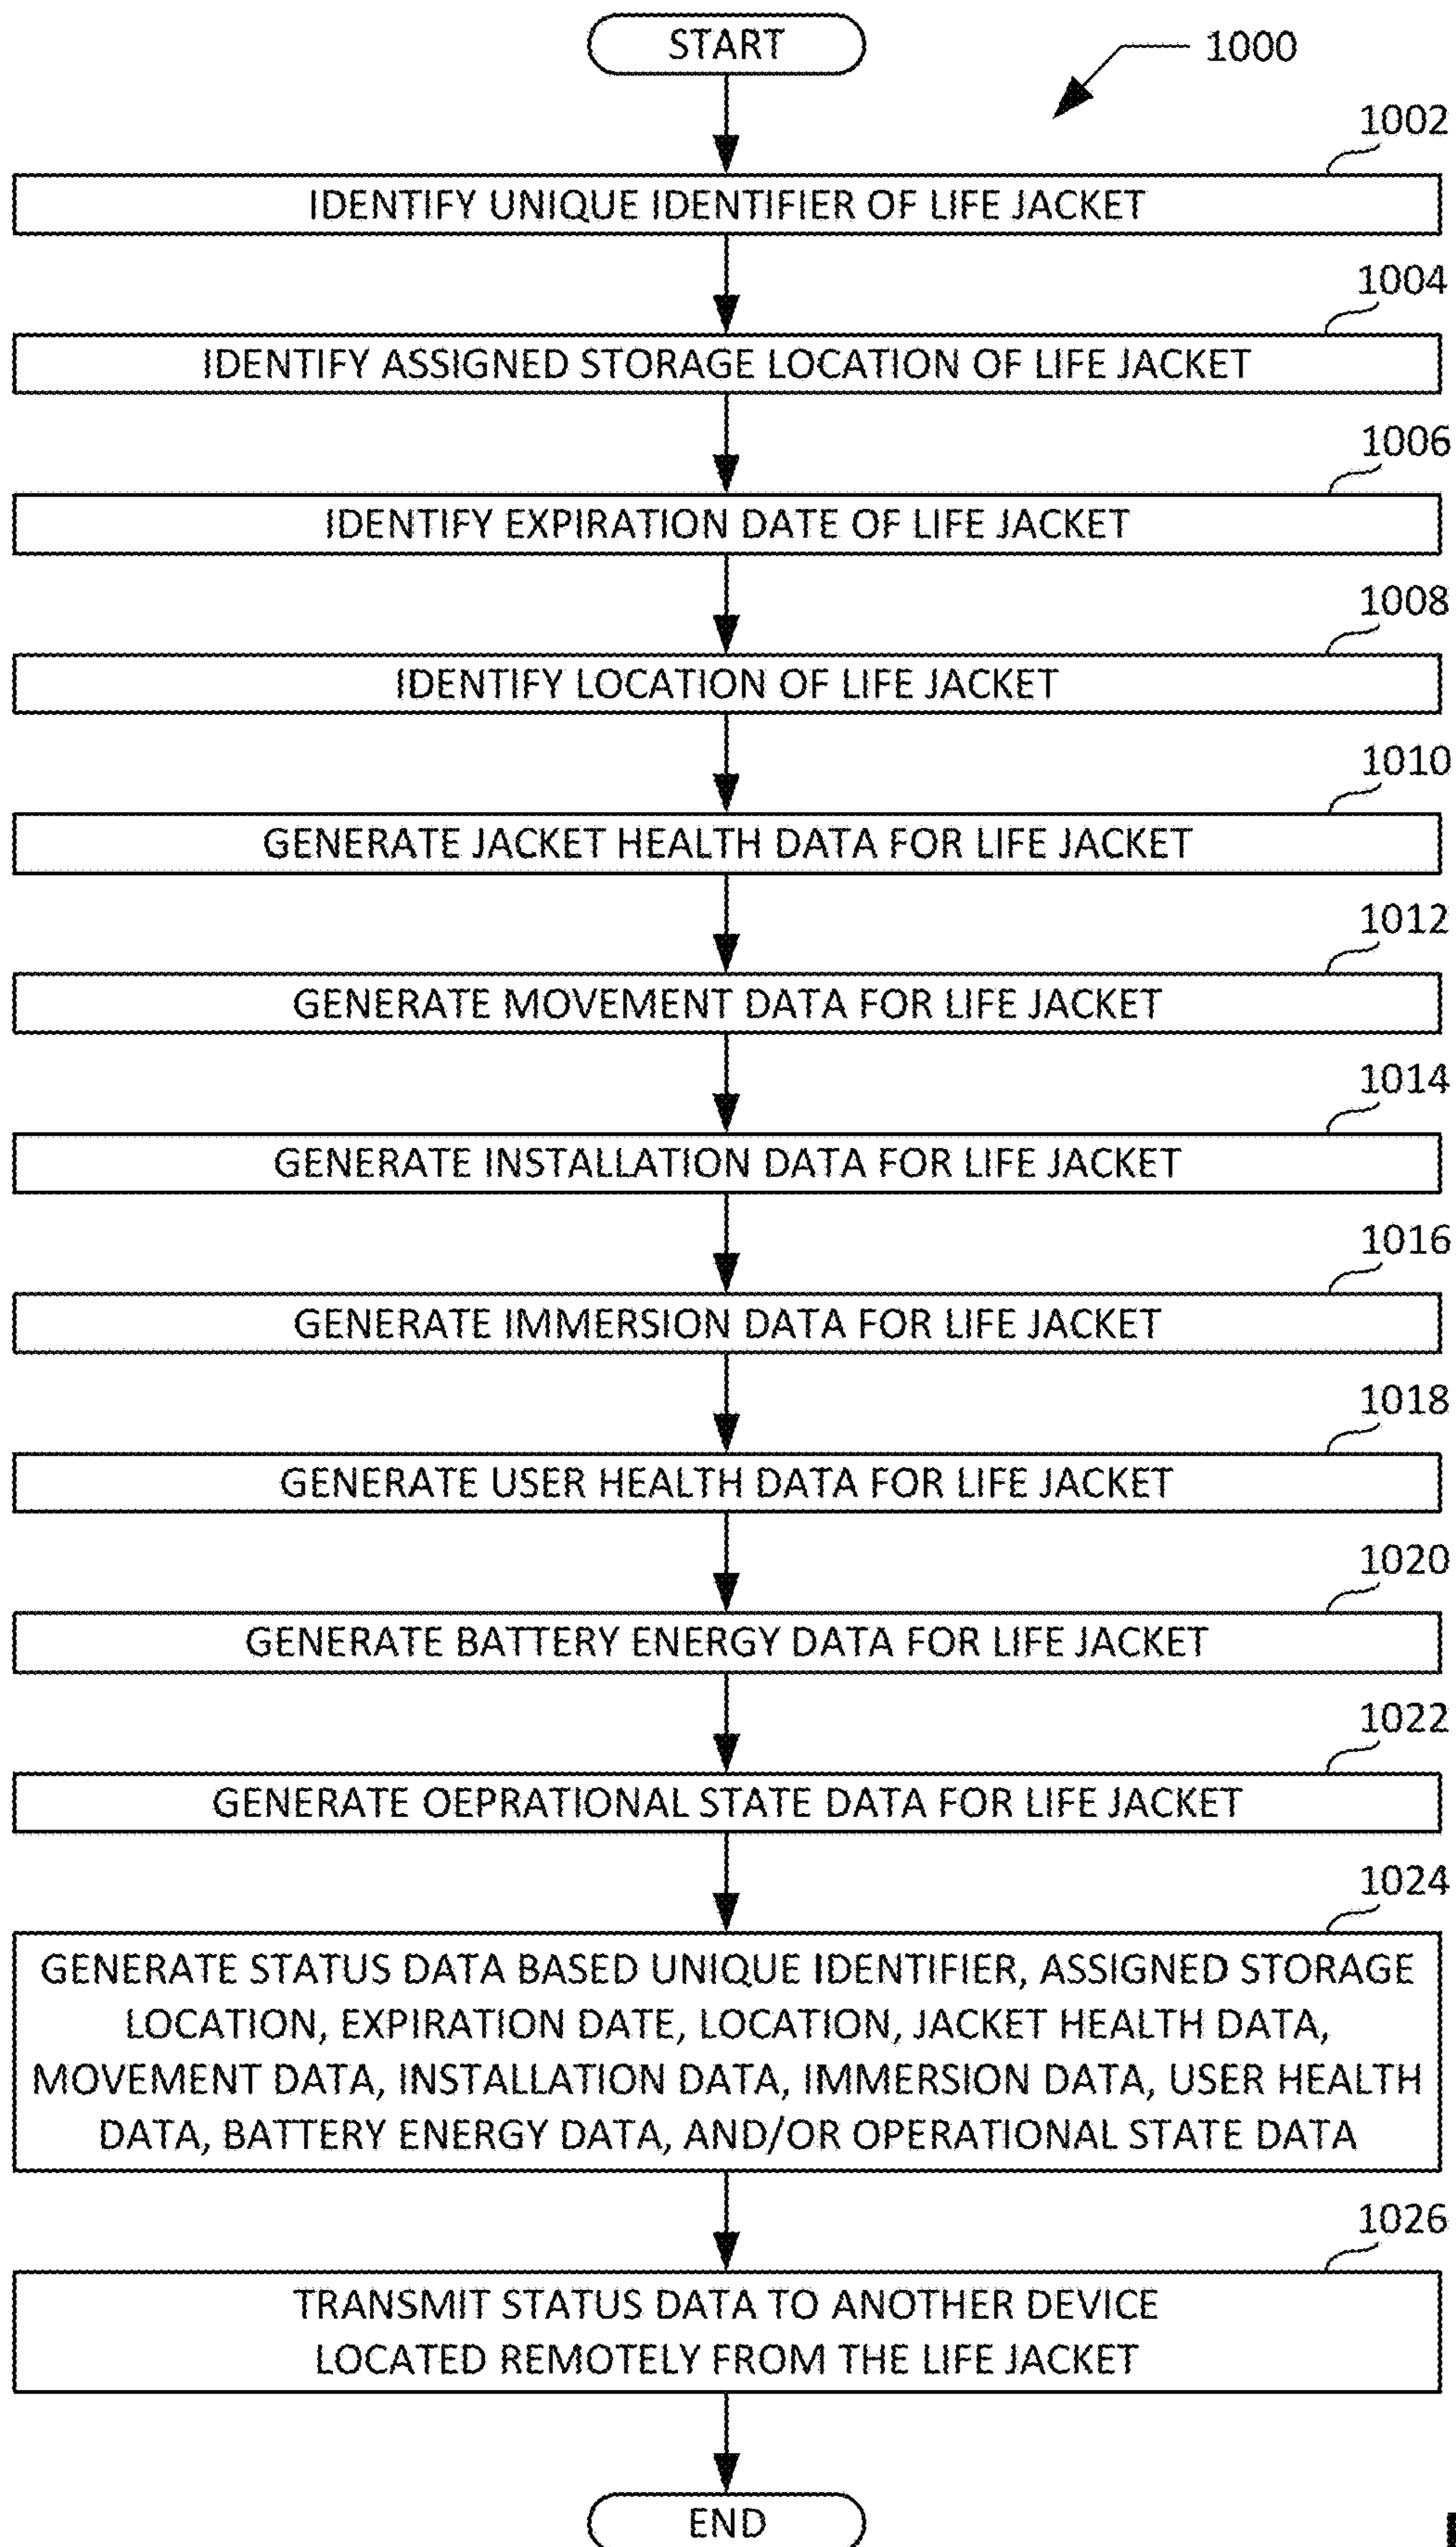 START
1000
1002
IDENTIFY UNIQUE IDENTIFIER OF LIFE JACKET
1004
IDENTIFY ASSIGNED STORAGE LOCATION OF LIFE JACKET
1006
IDENTIFY EXPIRATION DATE OF LIFE JACKET
1008
IDENTIFY LOCATION OF LIFE JACKET
1010
GENERATE JACKET HEALTH DATA FOR LIFE JACKET
1012
GENERATE MOVEMENT DATA FOR LIFE JACKET
1014
GENERATE INSTALLATION DATA FOR LIFE JACKET
1016
GENERATE IMMERSION DATA FOR LIFE JACKET
1018
GENERATE USER HEALTH DATA FOR LIFE JACKET
1020
GENERATE BATTERY ENERGY DATA FOR LIFE JACKET
1022
GENERATE OEPRATIONAL STATE DATA FOR LIFE JACKET
1024
GENERATE STATUS DATA BASED UNIQUE IDENTIFIER, ASSIGNED STORAGE
LOCATION, EXPIRATION DATE, LOCATION, JACKET HEALTH DATA,
MOVEMENT DATA, INSTALLATION DATA, IMMERSION DATA, USER HEALTH
DATA, BATTERY ENERGY DATA, AND/OR OPERATIONAL STATE DATA
1026
TRANSMIT STATUS DATA TO ANOTHER DEVICE
LOCATED REMOTELY FROM THE LIFE JACKET
END